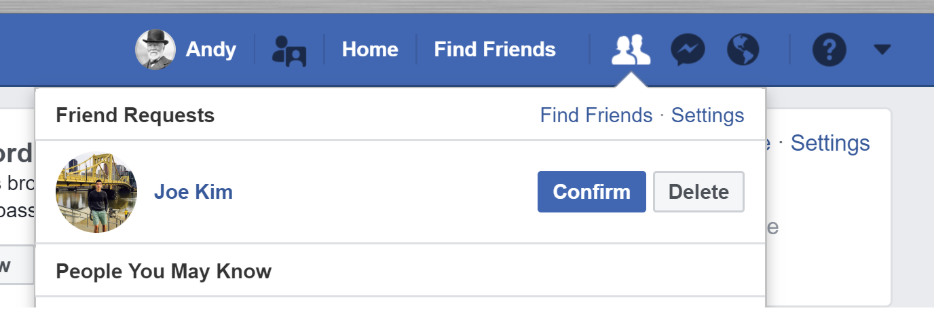 Andy Home Find Friends ?
Friend Requests Find Friends · Settings
ord
· Settings
s bro
Joe Kim Confirm Delete
pass
e
w
People You May Know